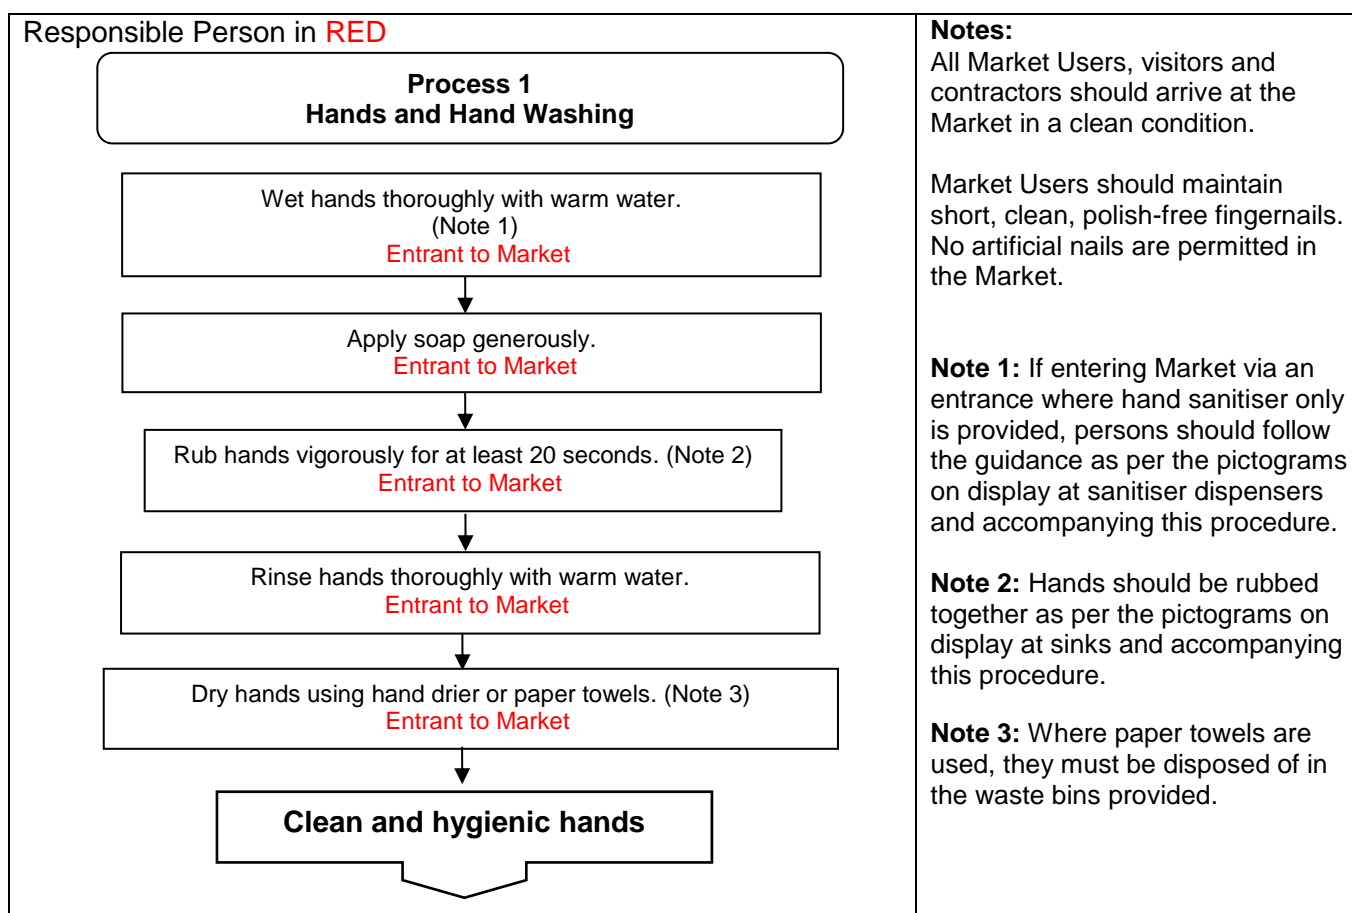 Responsible Person in RED
Process 1
Hands and Hand Washing
Wet hands thoroughly with warm water.
(Note 1)
Entrant to Market
Apply soap generously.
Entrant to Market
Rub hands vigorously for at least 20 seconds. (Note 2)
Entrant to Market
Rinse hands thoroughly with warm water.
Entrant to Market
Dry hands using hand drier or paper towels. (Note 3)
Entrant to Market
Clean and hygienic hands
Notes:
All Market Users, visitors and
contractors should arrive at the
Market in a clean condition.
Market Users should maintain
short, clean, polish-free fingernails.
No artificial nails are permitted in
the Market.
Note 1: If entering Market via an
entrance where hand sanitiser only
is provided, persons should follow
the guidance as per the pictograms
on display at sanitiser dispensers
and accompanying this procedure.
Note 2: Hands should be rubbed
together as per the pictograms on
display at sinks and accompanying
this procedure.
Note 3: Where paper towels are
used, they must be disposed of in
the waste bins provided.